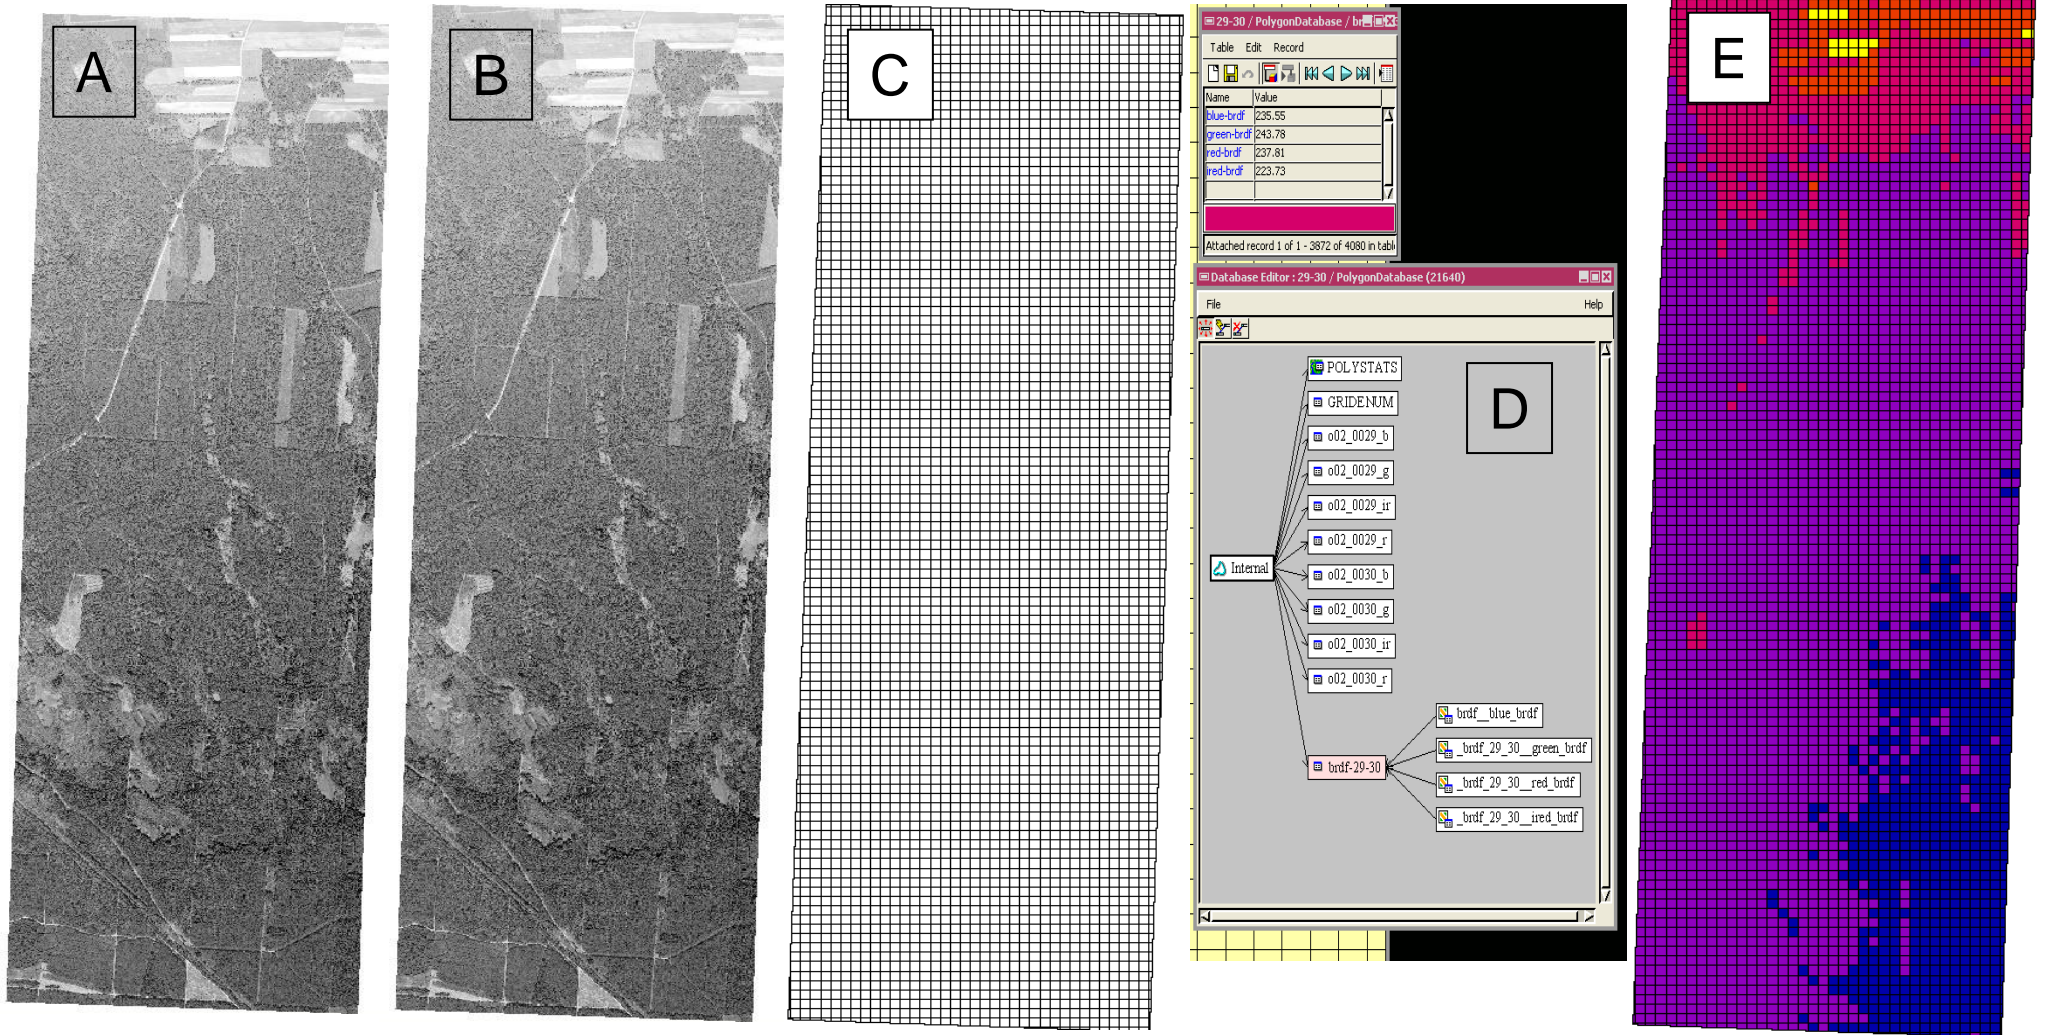 A
B
C
29-30 / PolygonDatabase / br
Table Edit Record
Name Value
blue-brdf 235.55
green-brdf 243.78
red-brdf 237.81
ired-brdf 223.73
Attached record 1 of 1 - 3872 of 4080 in tabl
Database Editor : 29-30 / PolygonDatabase (21640)
File Help
POLYSTATS
GRIDENUM
o02_0029_b
o02_0029_g
o02_0029_ir
o02_0029_r
Internal
o02_0030_b
o02_0030_g
o02_0030_ir
o02_0030_r
brdf__blue_brdf
_brdf_29_30__green_brdf
brdf-29-30
_brdf_29_30__red_brdf
_brdf_29_30__ired_brdf
D
E